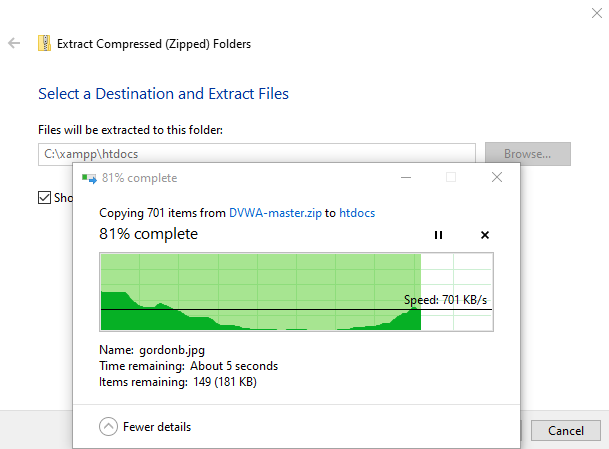 Extract Compressed (Zipped) Folders
Select a Destination and Extract Files
Files will be extracted to this folder:
C:\xampp\htdocs
Browse...
Sho
81% complete
Copying 701 items from DVWA-master.zip to htdocs
81% complete
Speed: 701 KB/s
Name: gordonb.jpg
Time remaining: About 5 seconds
Items remaining: 149 (181 KB)
Fewer details
Cancel